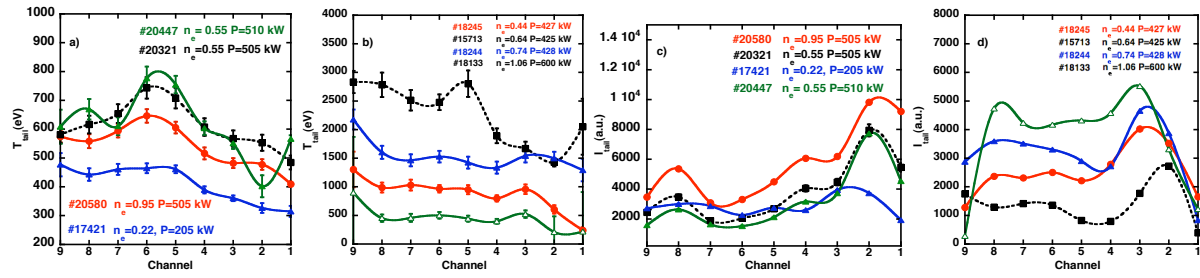 #20447 n_e = 0.55 P=510 kW
#20321 n_e =0.55 P=505 kW
a)
1000
900
800
700
600
500
400
300
200
T_tail (eV)
#20580 n_e =0.95 P=505 kW
#17421 n_e =0.22, P=205 kW
9 8 7 6 5 4 3 2 1
Channel
b)
#18245 n_e =0.44 P=427 kW
#15713 n_e =0.64 P=425 kW
#18244 n_e =0.74 P=428 kW
#18133 n_e =1.06 P=600 kW
4000
3500
3000
2500
2000
1500
1000
500
0
T_tail (eV)
9 8 7 6 5 4 3 2 1
Channel
c)
#20580 n_e =0.95 P=505 kW
#20321 n_e =0.55 P=505 kW
#17421 n_e =0.22, P=205 kW
#20447 n_e = 0.55 P=510 kW
1.4 10⁴
1.2 10⁴
1 10⁴
8000
6000
4000
2000
I_tail (a.u.)
9 8 7 6 5 4 3 2 1
Channel
d)
#18245 n_e =0.44 P=427 kW
#15713 n_e =0.64 P=425 kW
#18244 n_e =0.74 P=428 kW
#18133 n_e =1.06 P=600 kW
8000
7000
6000
5000
4000
3000
2000
1000
0
I_tail (a.u.)
9 8 7 6 5 4 3 2 1
Channel